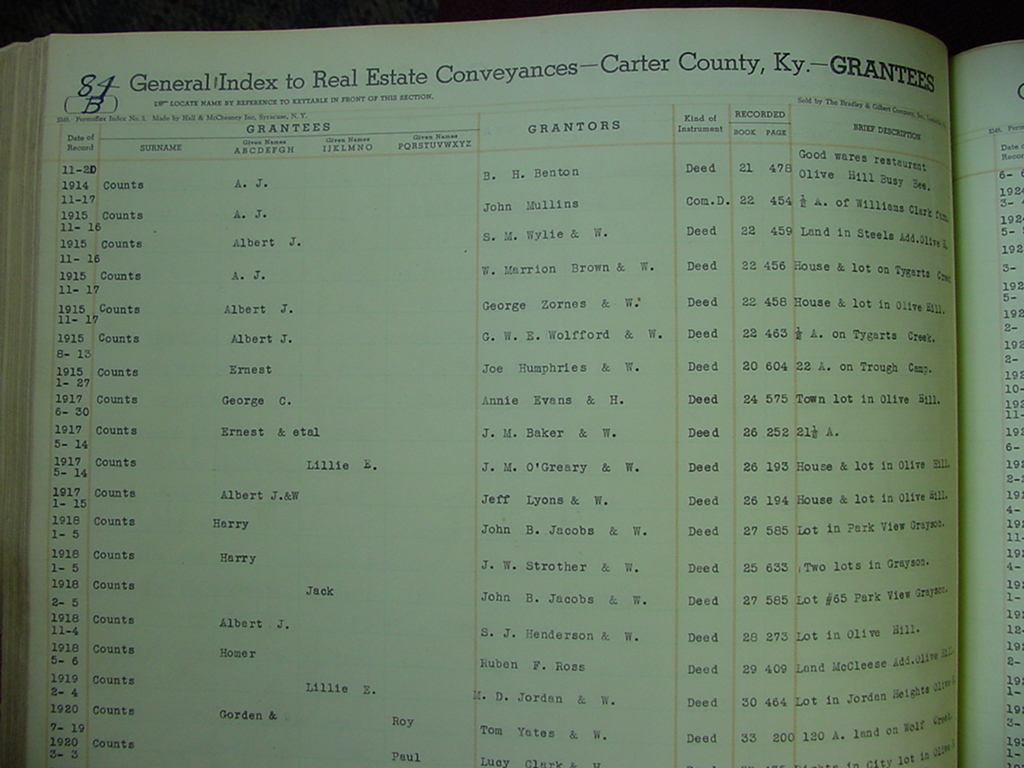 84 General Index to Real Estate Conveyances—Carter County, Ky.—GRANTEES
(B) LOCATE NAME BY REFERENCE TO KEYTABLE IN FRONT OF THIS SECTION.
Sold by The Bradley & Gilbert Company, Inc.
Permaflex Index No. 3. Made by Hall & McChesney Inc, Syracuse, N. Y.
Date of Record GRANTEES GRANTORS Kind of Instrument RECORDED BRIEF DESCRIPTION
SURNAME Given Names ABCDEFGH Given Names IJKLMNO Given Names PQRSTUVWXYZ BOOK PAGE
11-20
1914 Counts A. J. B. H. Benton Deed 21 478 Good wares restaurant Olive Hill Busy Bee.
11-17
1915 Counts A. J. John Mullins Com.D. 22 454 ½ A. of Williams Clark
11- 16
1915 Counts Albert J. S. M. Wylie & W. Deed 22 459 Land in Steels Add.Olive H.
11- 16
1915 Counts A. J. W. Marrion Brown & W. Deed 22 456 House & lot on Tygarts
11- 17
1915 Counts Albert J. George Zornes & W. Deed 22 458 House & lot in Olive Hill.
11- 17
1915 Counts Albert J. G. W. E. Wolfford & W. Deed 22 463 ½ A. on Tygarts Creek.
8- 13
1915 Counts Ernest Joe Humphries & W. Deed 20 604 22 A. on Trough Camp.
1- 27
1917 Counts George C. Annie Evans & H. Deed 24 575 Town lot in Olive Hill.
6- 30
1917 Counts Ernest & etal J. M. Baker & W. Deed 26 252 21½ A.
5- 14
1917 Counts Lillie E. J. M. O'Greary & W. Deed 26 193 House & lot in Olive Hill.
5- 14
1917 Counts Albert J.&W Jeff Lyons & W. Deed 26 194 House & lot in Olive Hill.
1- 15
1918 Counts Harry John B. Jacobs & W. Deed 27 585 Lot in Park View Grayson.
1- 5
1918 Counts Harry J. W. Strother & W. Deed 25 633 Two lots in Grayson.
1- 5
1918 Counts Jack John B. Jacobs & W. Deed 27 585 Lot #65 Park View Grayson.
2- 5
1918 Counts Albert J. S. J. Henderson & W. Deed 28 273 Lot in Olive Hill.
11-4
1918 Counts Homer Ruben F. Ross Deed 29 409 Land McCleese Add.Olive Hill
5- 6
1919 Counts Lillie E. M. D. Jordan & W. Deed 30 464 Lot in Jordan Heights Olive
2- 4
1920 Counts Gorden & Roy Tom Yates & W. Deed 33 200 120 A. land on Wolf Creek
7- 19
1920 Counts Paul Lucy Clark & H in City lot in
3- 3